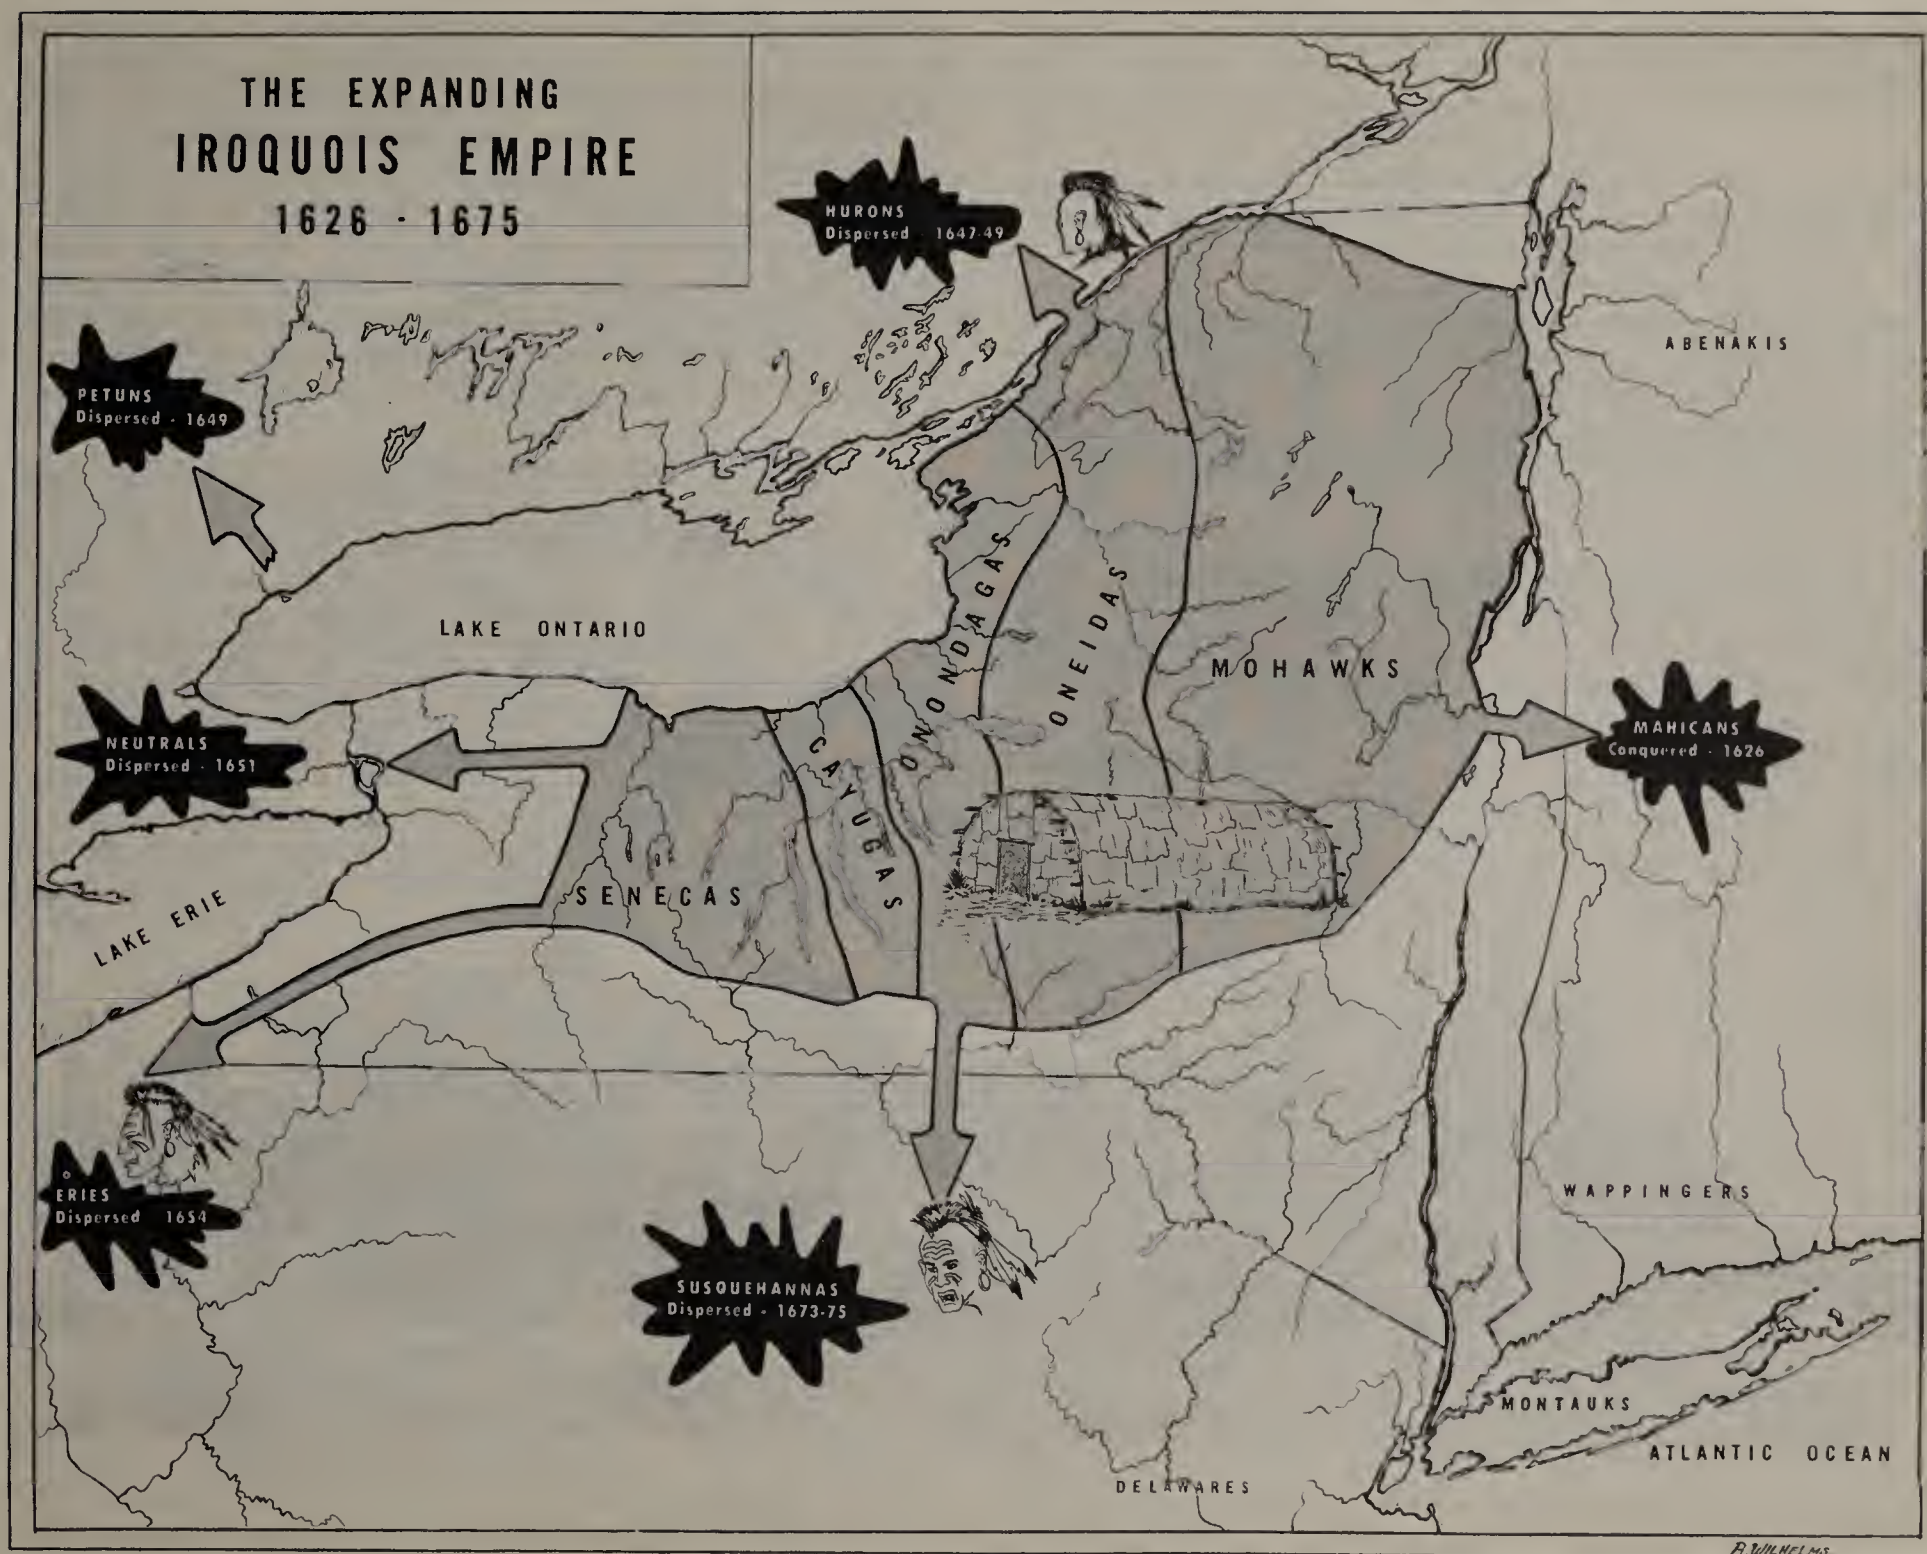 THE EXPANDING
IROQUOIS EMPIRE
1626 - 1675
HURONS
Dispersed - 1647-49
PETUNS
Dispersed - 1649
ABENAKIS
LAKE ONTARIO
ONONDAGAS
ONEIDAS
MOHAWKS
MAHICANS
Conquered - 1626
NEUTRALS
Dispersed - 1651
CAYUGAS
SENECAS
LAKE ERIE
ERIES
Dispersed 1654
WAPPINGERS
SUSQUEHANNAS
Dispersed - 1673-75
MONTAUKS
ATLANTIC OCEAN
DELAWARES
B. WILHELMS